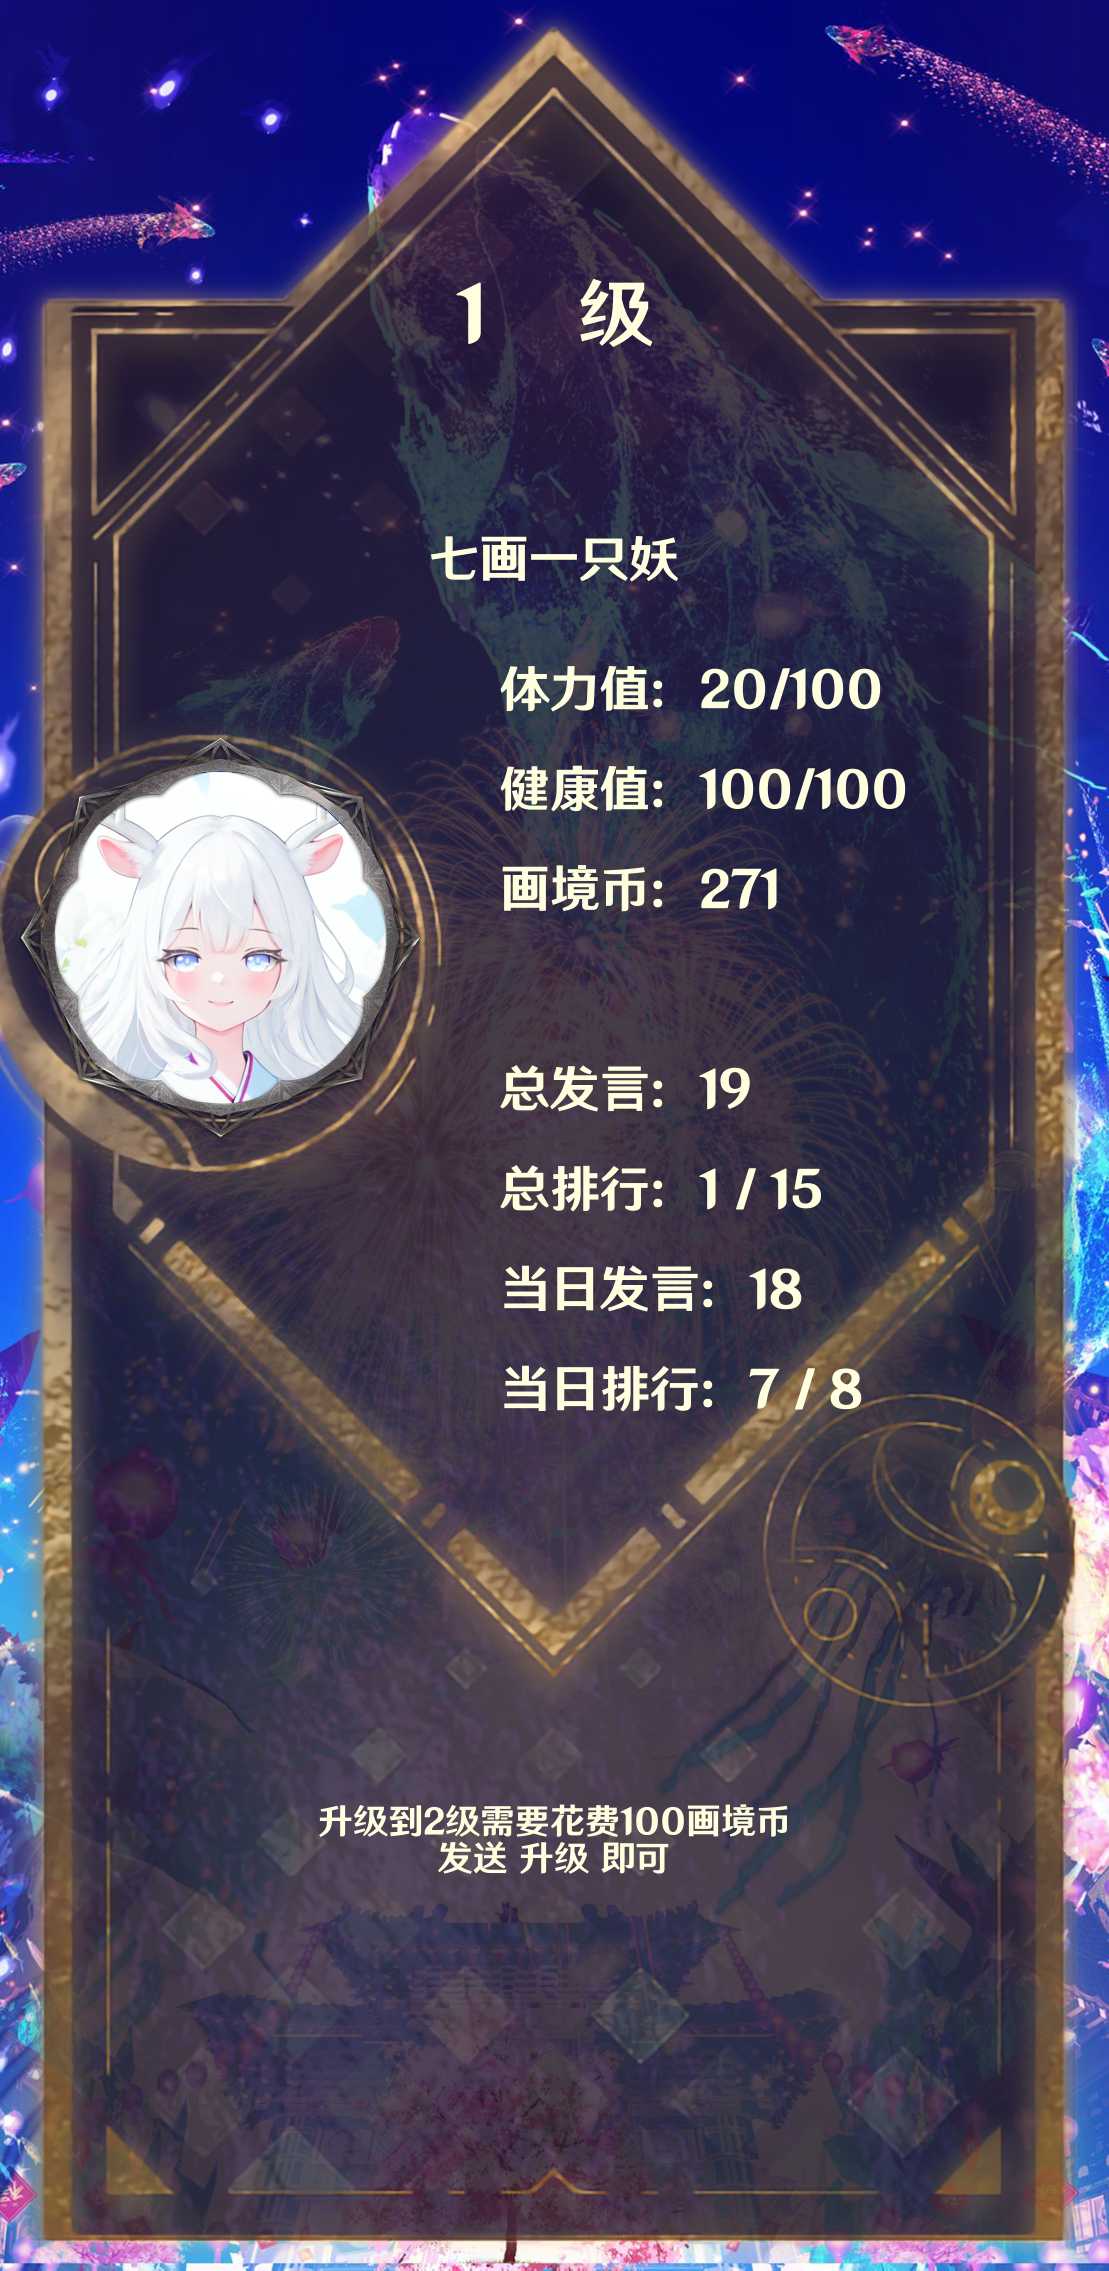 1 级
七画一只妖
体力值: 20/100
健康值: 100/100
画境币: 271
总发言: 19
总排行: 1 / 15
当日发言: 18
当日排行: 7 / 8
升级到2级需要花费100画境币
发送 升级 即可